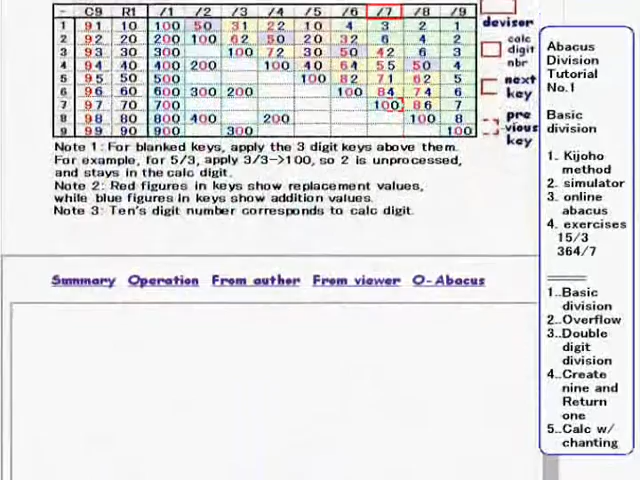 - C9 R1 /1 /2 /3 /4 /5 /6 /7 /8 /9
1 91 10 100 50 31 22 10 4 3 2 1
2 92 20 200 100 62 50 20 32 6 4 2
3 93 30 100 72 30 50 42 6 3
4 94 40 400 200 100 40 64 55 50 4
5 95 50 500 100 82 71 62 5
6 96 60 600 300 200 100 84 74 6
7 97 70 700 100 86 7
8 98 80 800 400 200 100 8
9 99 90 900 300 100
devisor
calc
digit
nbr
next
key
pre
vious
key
Note 1 : For blanked keys, apply the 3 digit keys above them.
For example, for 5/3, apply 3/3->100, so 2 is unprocessed,
and stays in the calc digit.
Note 2 : Red figures in keys show replacement values,
while blue figures in keys show addition values.
Note 3 : Ten's digit number corresponds to calc digit.
Summary Operation From author From viewer O-Abacus
Abacus
Division
Tutorial
No.1
Basic
division
1. Kijoho
method
2. simulator
3. online
abacus
4. exercises
15/3
364/7
1..Basic
division
2..Overflow
3..Double
digit
division
4..Create
nine and
Return
one
5..Calc w/
chanting